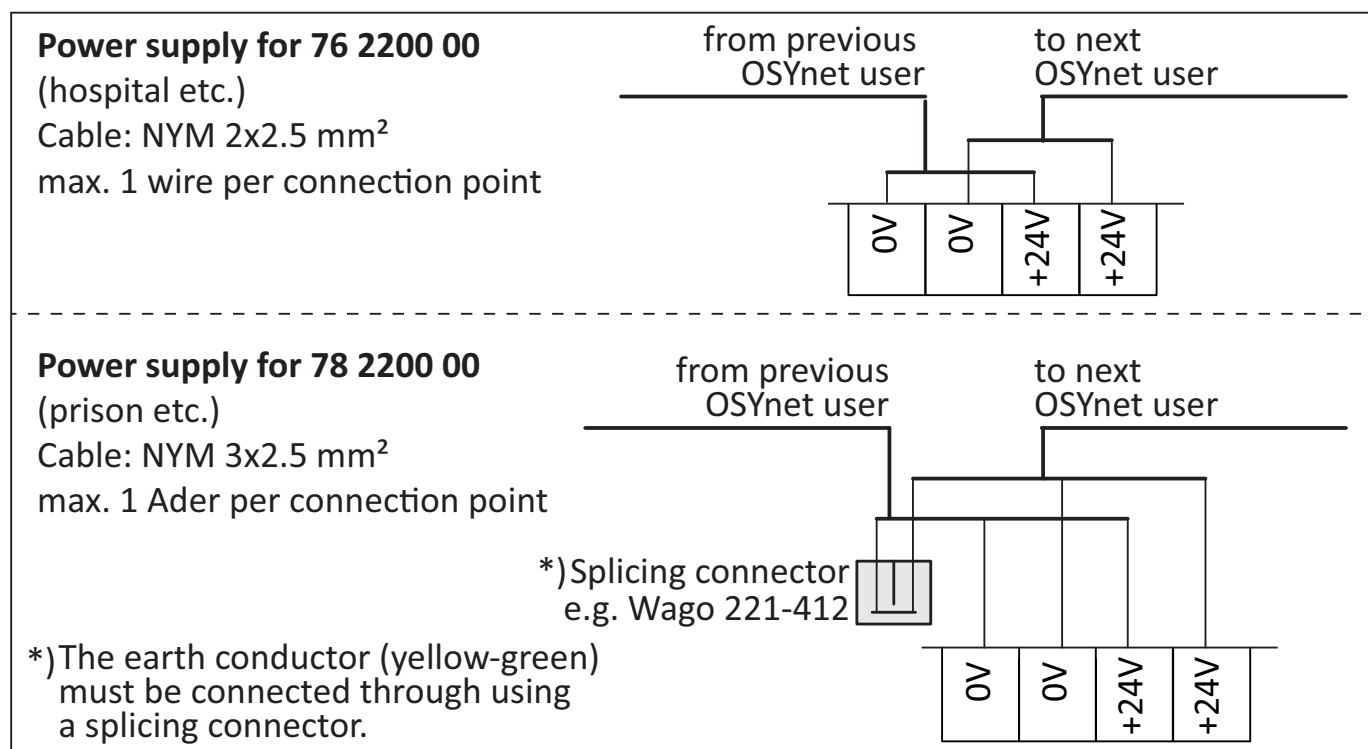 Power supply for 76 2200 00
(hospital etc.)
Cable: NYM 2x2.5 mm²
max. 1 wire per connection point
from previous
OSYnet user
to next
OSYnet user
0V
0V
+24V
+24V
Power supply for 78 2200 00
(prison etc.)
Cable: NYM 3x2.5 mm²
max. 1 Ader per connection point
from previous
OSYnet user
to next
OSYnet user
*) Splicing connector
e.g. Wago 221-412
*) The earth conductor (yellow-green)
must be connected through using
a splicing connector.
0V
0V
+24V
+24V